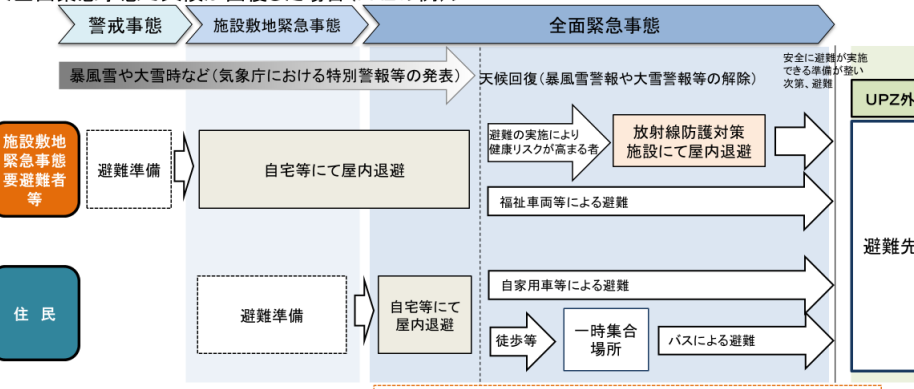 警戒事態
施設敷地緊急事態
全面緊急事態
暴風雪や大雪時など(気象庁における特別警報等の発表)
天候回復(暴風雪警報や大雪警報等の解除)
安全に避難が実施
できる準備が整い
次第、避難
UPZ外
施設敷地
緊急事態
要避難者
等
避難準備
自宅等にて屋内退避
避難の実施により
健康リスクが高まる者
放射線防護対策
施設にて屋内退避
福祉車両等による避難
避難先
住 民
避難準備
自宅等にて
屋内退避
自家用車等による避難
徒歩等
一時集合
場所
バスによる避難